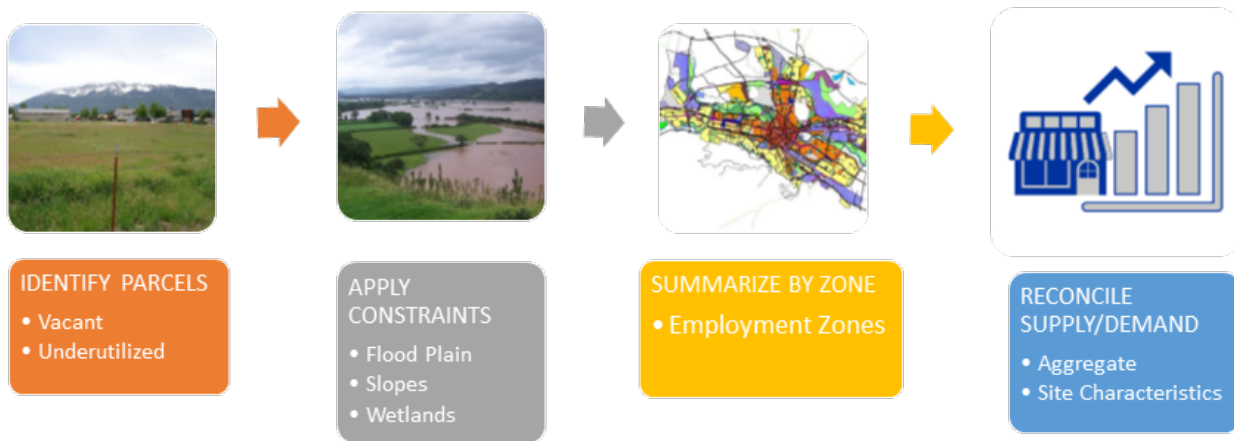 IDENTIFY PARCELS
• Vacant
• Underutilized
APPLY
CONSTRAINTS
• Flood Plain
• Slopes
• Wetlands
SUMMARIZE BY ZONE
• Employment Zones
RECONCILE
SUPPLY/DEMAND
• Aggregate
• Site Characteristics